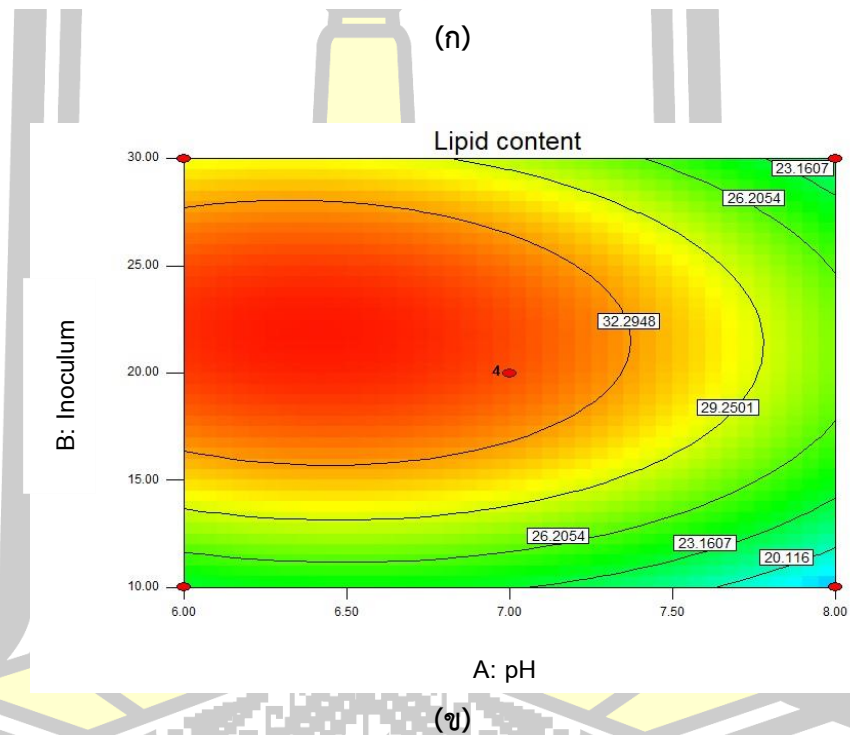 (ก)
Lipid content
30.00
25.00
20.00
15.00
10.00
B: Inoculum
23.1607
26.2054
32.2948
4
29.2501
26.2054
23.1607
20.116
6.00 6.50 7.00 7.50 8.00
A: pH
(ข)